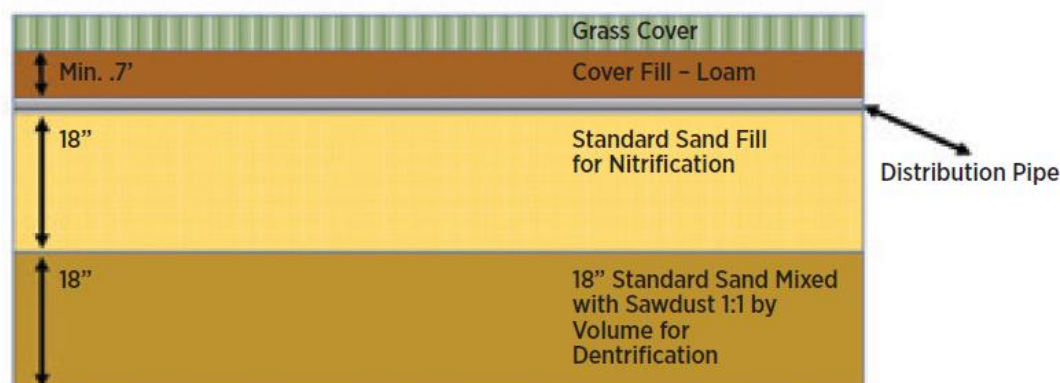 Grass Cover
Min. .7’
Cover Fill – Loam
18”
Standard Sand Fill
for Nitrification
Distribution Pipe
18”
18” Standard Sand Mixed
with Sawdust 1:1 by
Volume for
Dentrification